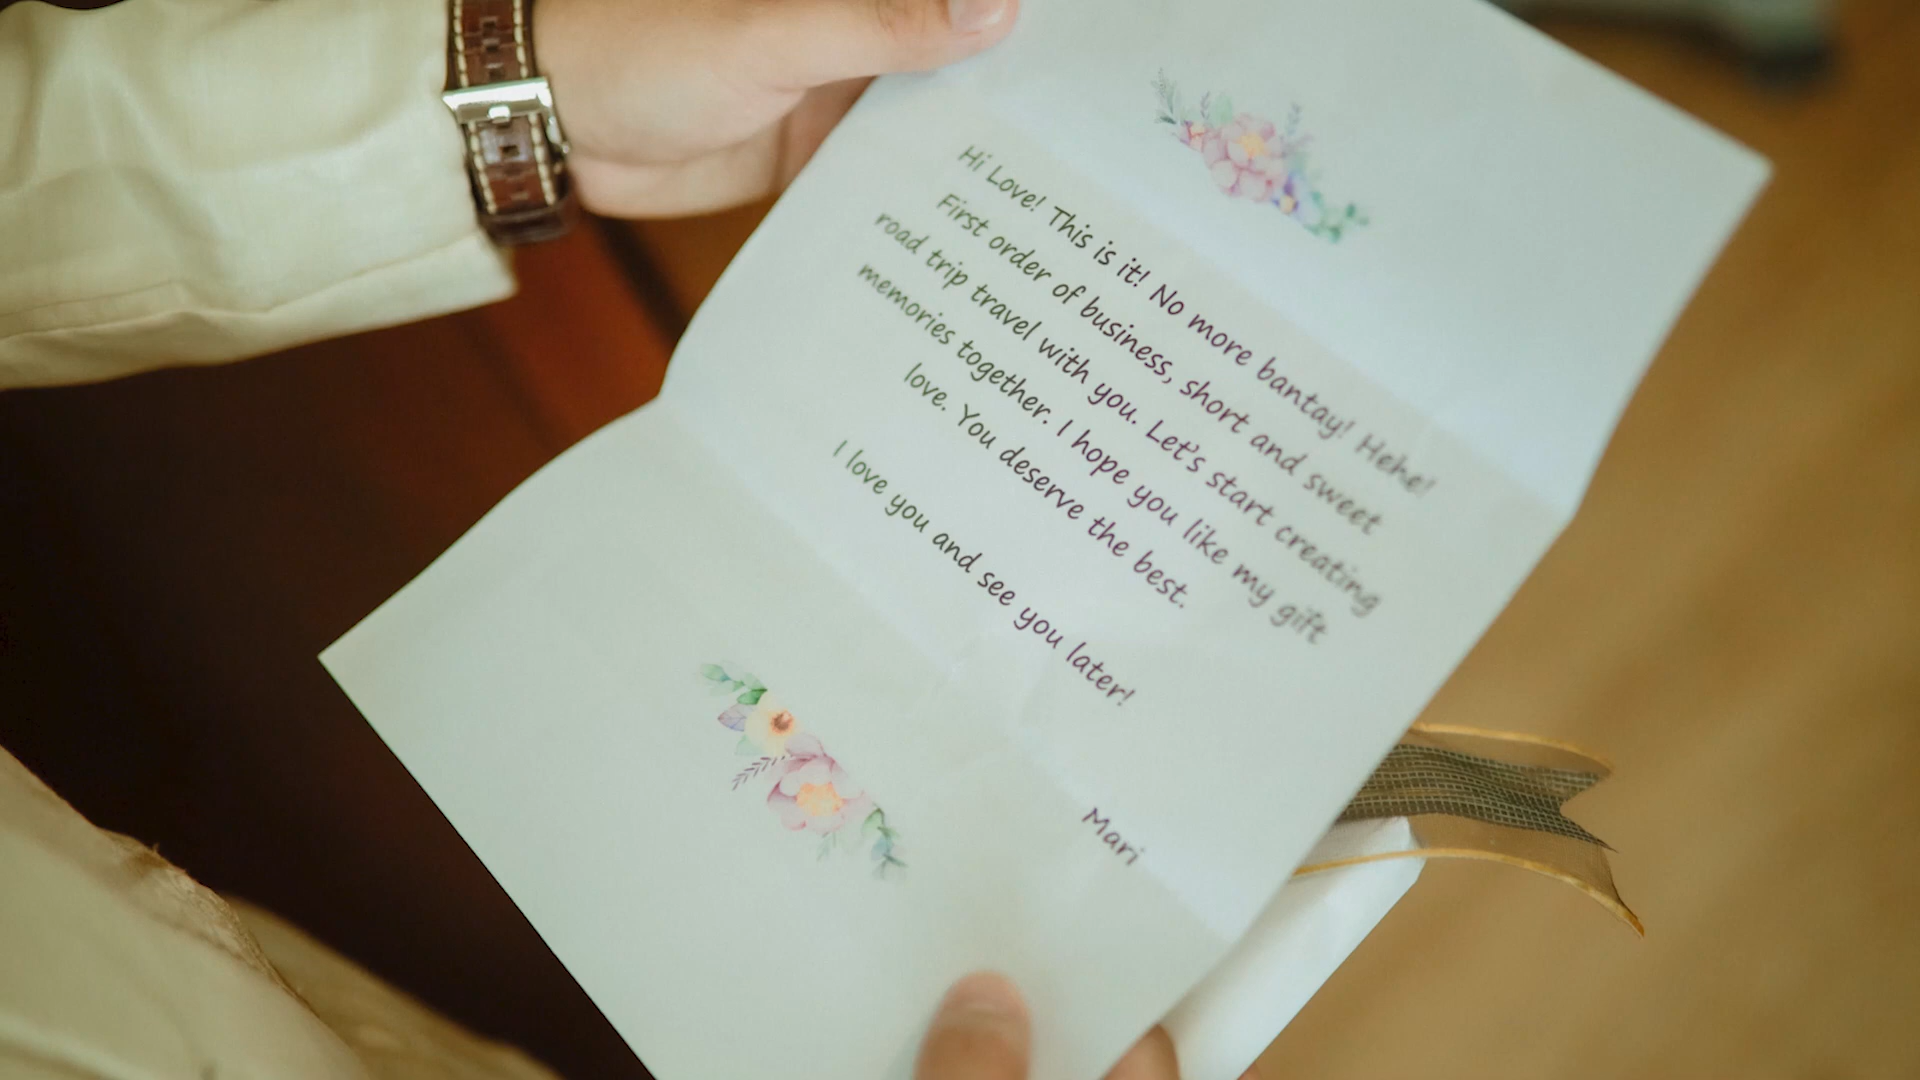 Hi Love! This is it! No more bantay! Hehe!
First order of business, short and sweet
road trip travel with you. Let's start creating
memories together. I hope you like my gift
love. You deserve the best.
I love you and see you later!
Mari